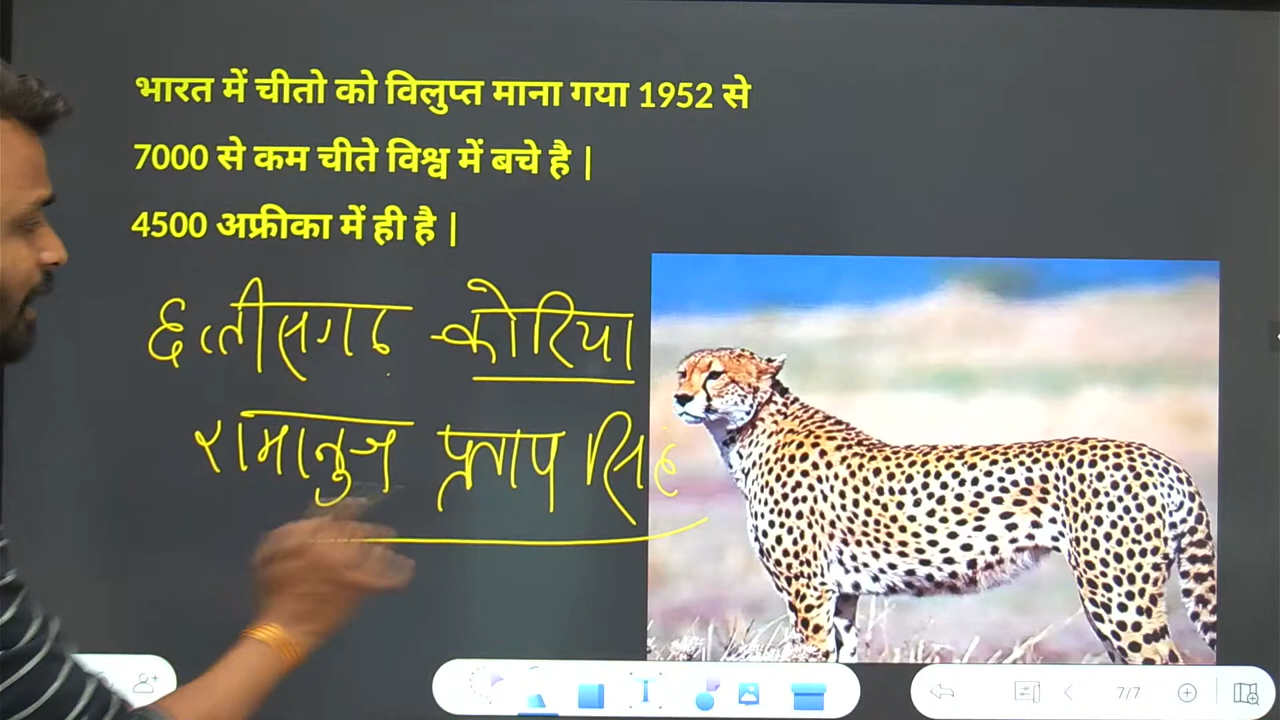 भारत में चीतो को विलुप्त माना गया 1952 से
7000 से कम चीते विश्व में बचे है |
4500 अफ्रीका में ही है |
छत्तीसगढ़ - कोरिया
रामानुज प्रताप सिंह
7/7